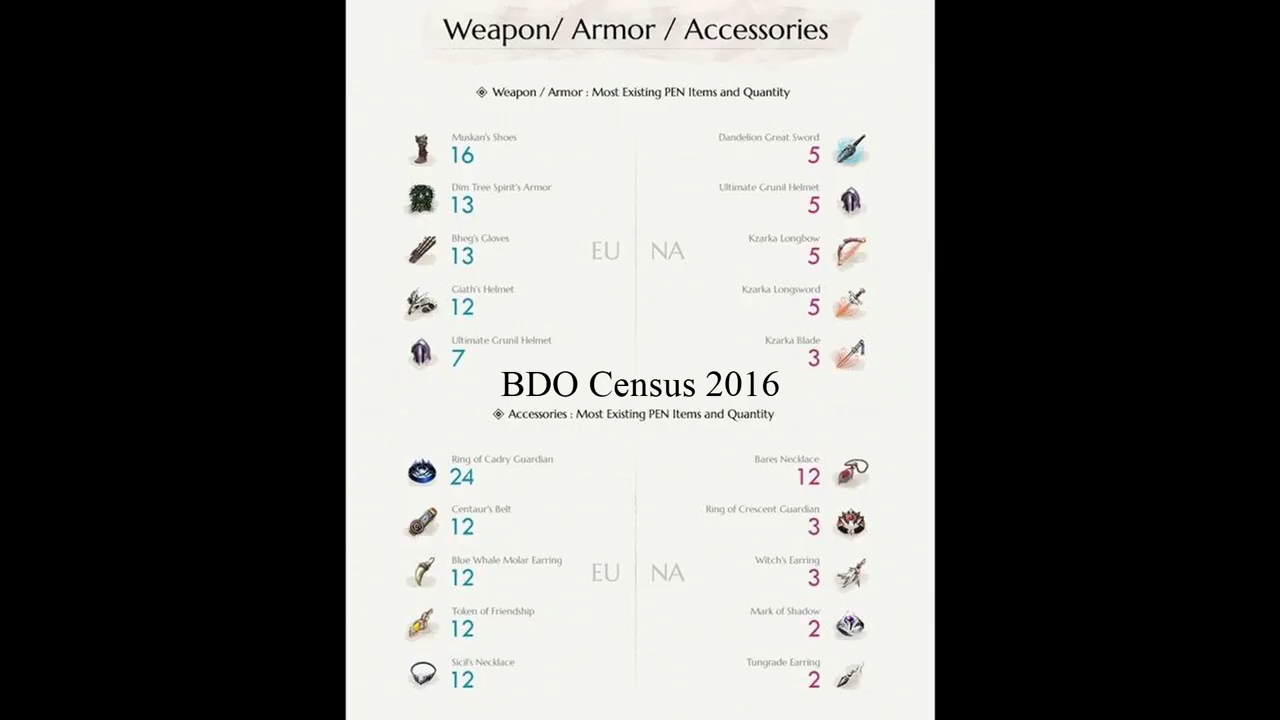 Weapon/ Armor / Accessories
Weapon / Armor : Most Existing PEN Items and Quantity
Muskan's Shoes
16
Dim Tree Spirit's Armor
13
Bheg's Gloves
13
Giath's Helmet
12
Ultimate Grunil Helmet
7
EU
NA
Dandelion Great Sword
5
Ultimate Grunil Helmet
5
Kzarka Longbow
5
Kzarka Longsword
5
Kzarka Blade
3
BDO Census 2016
Accessories : Most Existing PEN Items and Quantity
Ring of Cadry Guardian
24
Centaur's Belt
12
Blue Whale Molar Earring
12
Token of Friendship
12
Sicil's Necklace
12
EU
NA
Bares Necklace
12
Ring of Crescent Guardian
3
Witch's Earring
3
Mark of Shadow
2
Tungrade Earring
2